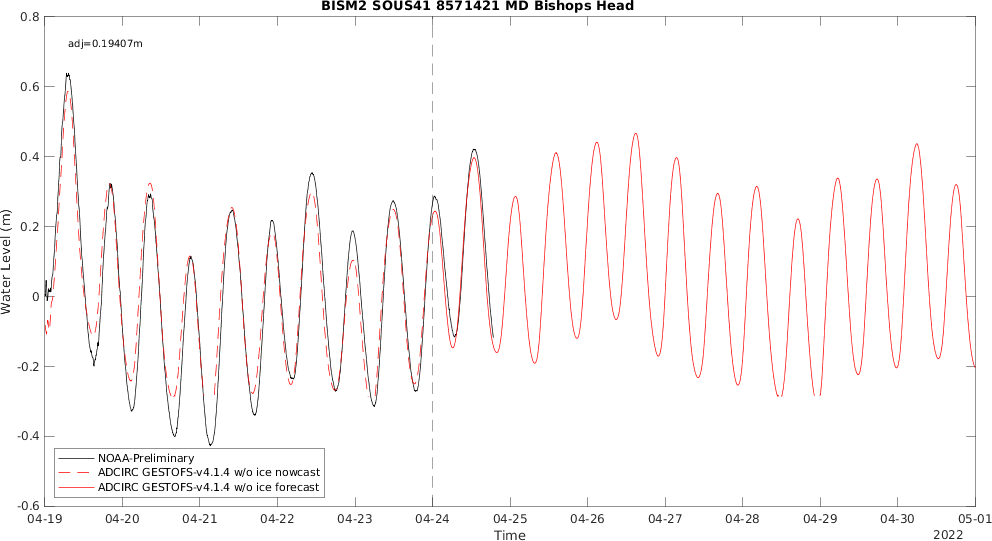 BISM2 SOUS41 8571421 MD Bishops Head
adj=0.19407m
Water Level (m)
0.8
0.6
0.4
0.2
0
-0.2
-0.4
-0.6
NOAA-Preliminary
ADCIRC GESTOFS-v4.1.4 w/o ice nowcast
ADCIRC GESTOFS-v4.1.4 w/o ice forecast
04-19 04-20 04-21 04-22 04-23 04-24 04-25 04-26 04-27 04-28 04-29 04-30 05-01
Time
2022